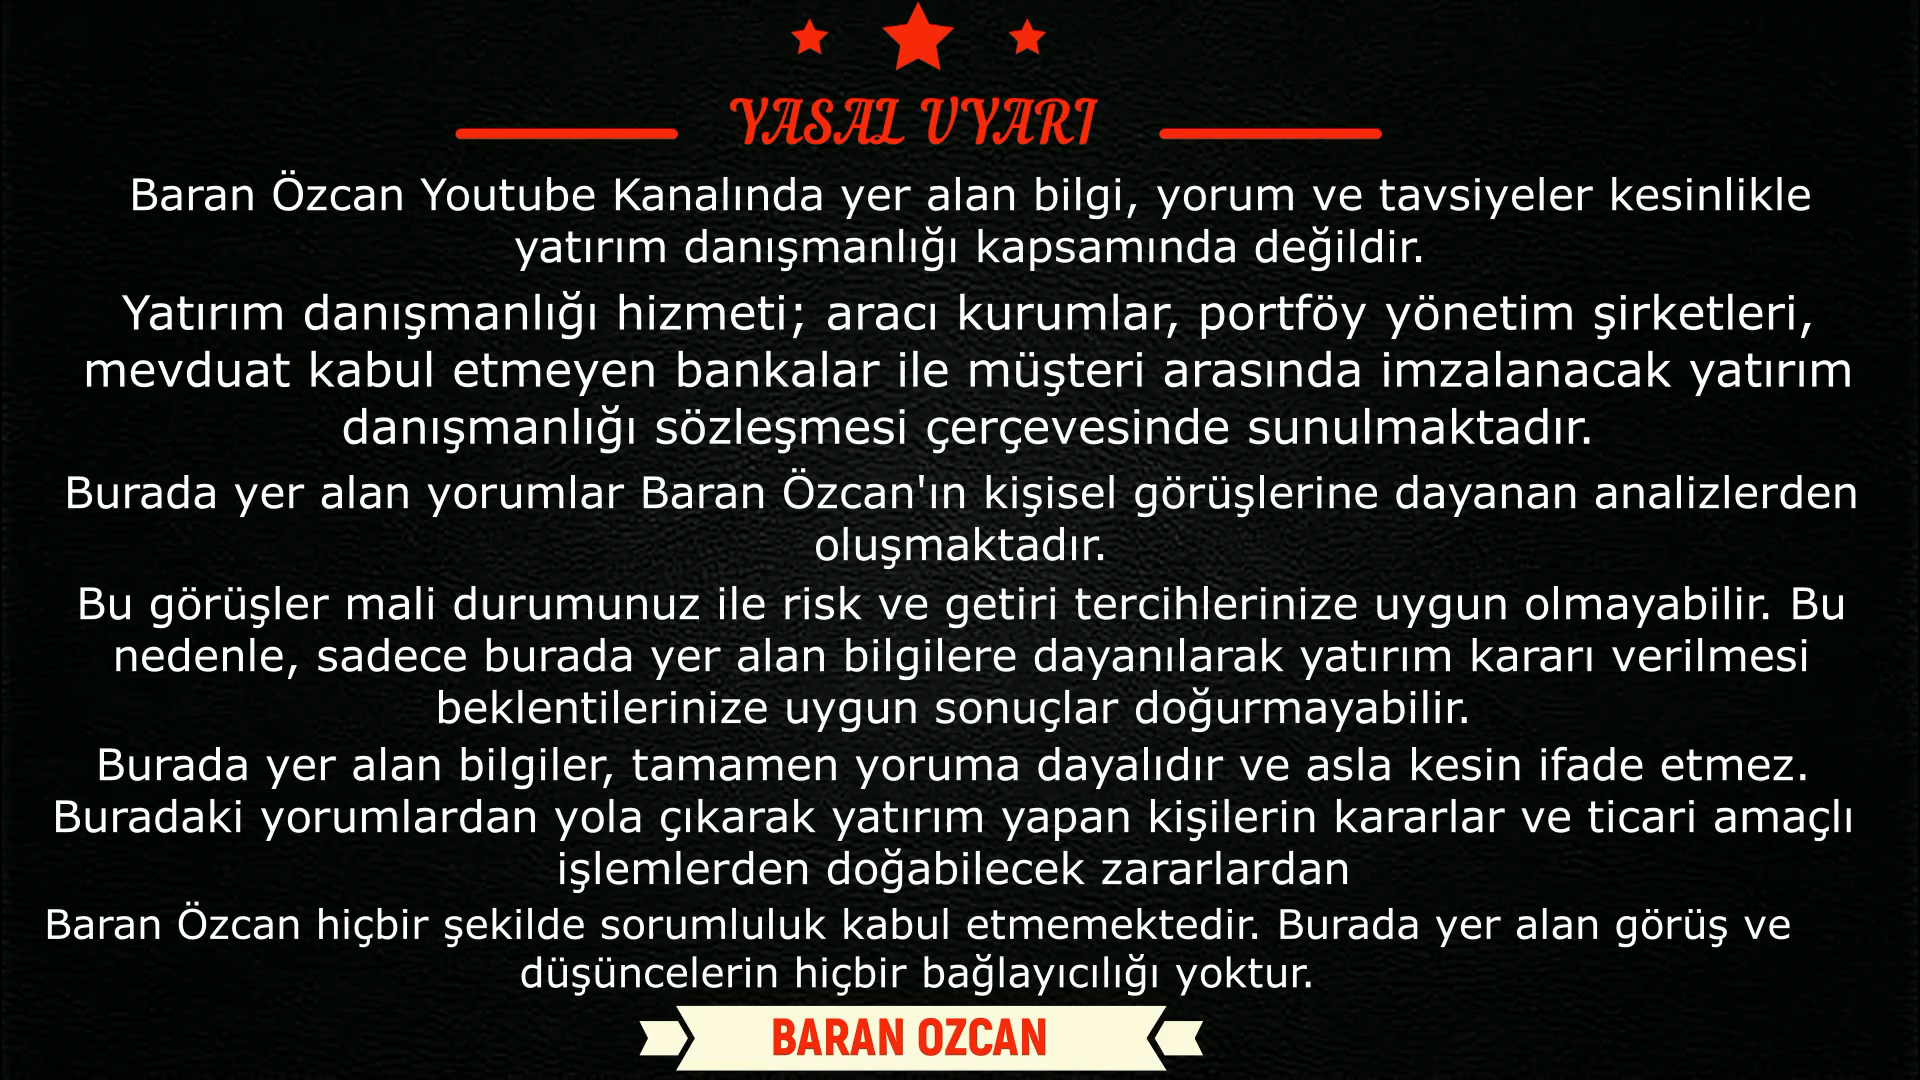 YASAL UYARI
Baran Özcan Youtube Kanalında yer alan bilgi, yorum ve tavsiyeler kesinlikle
yatırım danışmanlığı kapsamında değildir.
Yatırım danışmanlığı hizmeti; aracı kurumlar, portföy yönetim şirketleri,
mevduat kabul etmeyen bankalar ile müşteri arasında imzalanacak yatırım
danışmanlığı sözleşmesi çerçevesinde sunulmaktadır.
Burada yer alan yorumlar Baran Özcan'ın kişisel görüşlerine dayanan analizlerden
oluşmaktadır.
Bu görüşler mali durumunuz ile risk ve getiri tercihlerinize uygun olmayabilir. Bu
nedenle, sadece burada yer alan bilgilere dayanılarak yatırım kararı verilmesi
beklentilerinize uygun sonuçlar doğurmayabilir.
Burada yer alan bilgiler, tamamen yoruma dayalıdır ve asla kesin ifade etmez.
Buradaki yorumlardan yola çıkarak yatırım yapan kişilerin kararlar ve ticari amaçlı
işlemlerden doğabilecek zararlardan
Baran Özcan hiçbir şekilde sorumluluk kabul etmemektedir. Burada yer alan görüş ve
düşüncelerin hiçbir bağlayıcılığı yoktur.
BARAN OZCAN